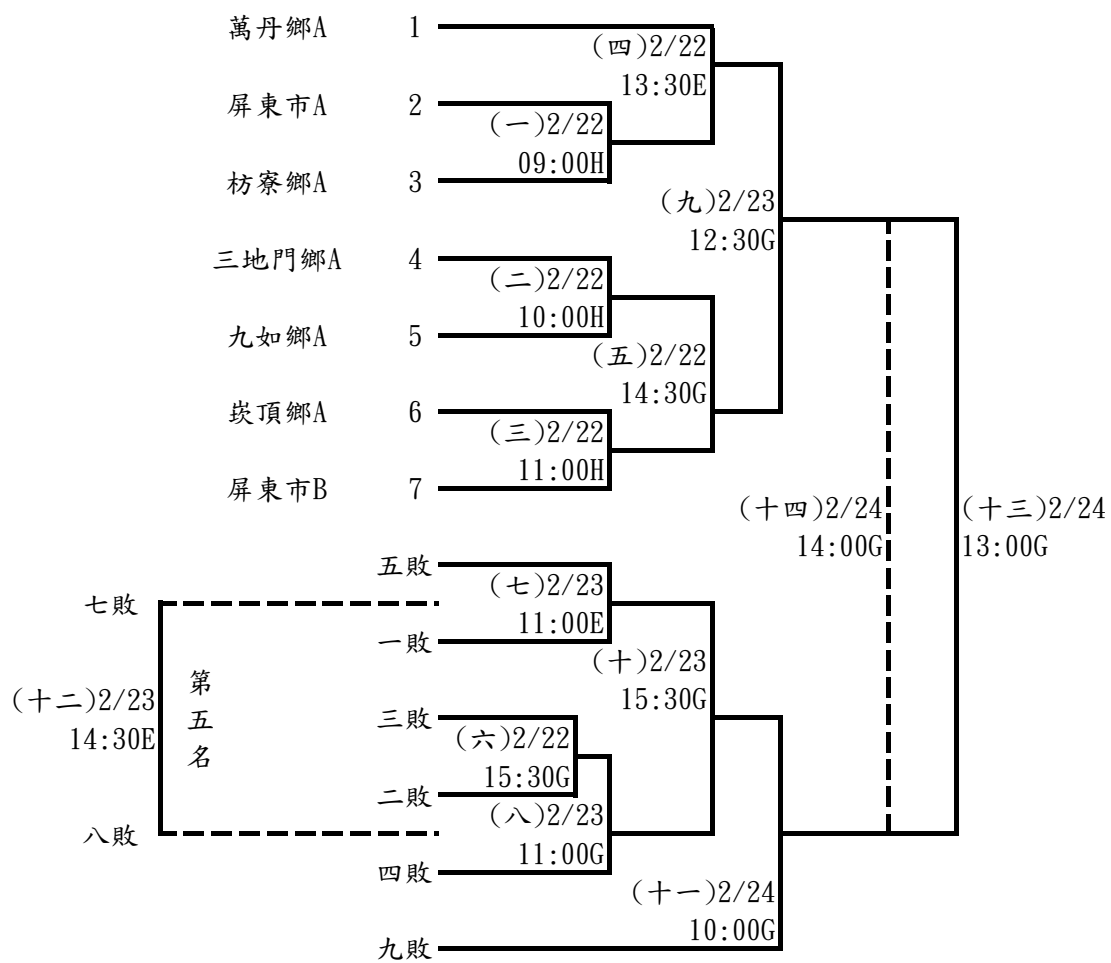 萬丹鄉A 1
(四)2/22
13:30E
屏東市A 2
(一)2/22
09:00H
枋寮鄉A 3
(九)2/23
12:30G
三地門鄉A 4
(二)2/22
10:00H
九如鄉A 5
(五)2/22
14:30G
崁頂鄉A 6
(三)2/22
11:00H
屏東市B 7
(十四)2/24
14:00G
(十三)2/24
13:00G
五敗
(七)2/23
11:00E
七敗
一敗
(十)2/23
15:30G
(十二)2/23
14:30E
第五名
三敗
(六)2/22
15:30G
二敗
(八)2/23
11:00G
八敗
四敗
(十一)2/24
10:00G
九敗